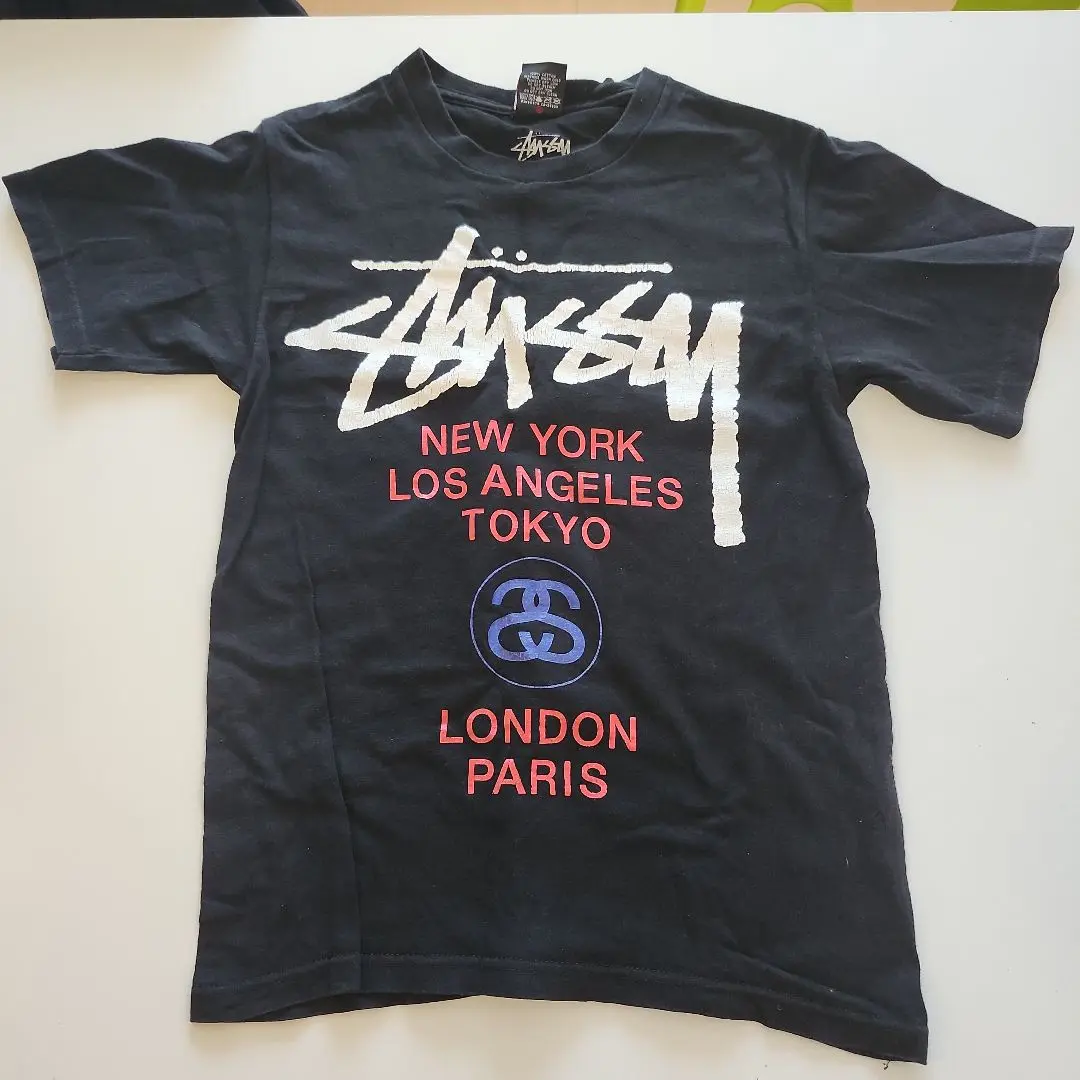 Stüssy
Stüssy
NEW YORK
LOS ANGELES
TOKYO
LONDON
PARIS